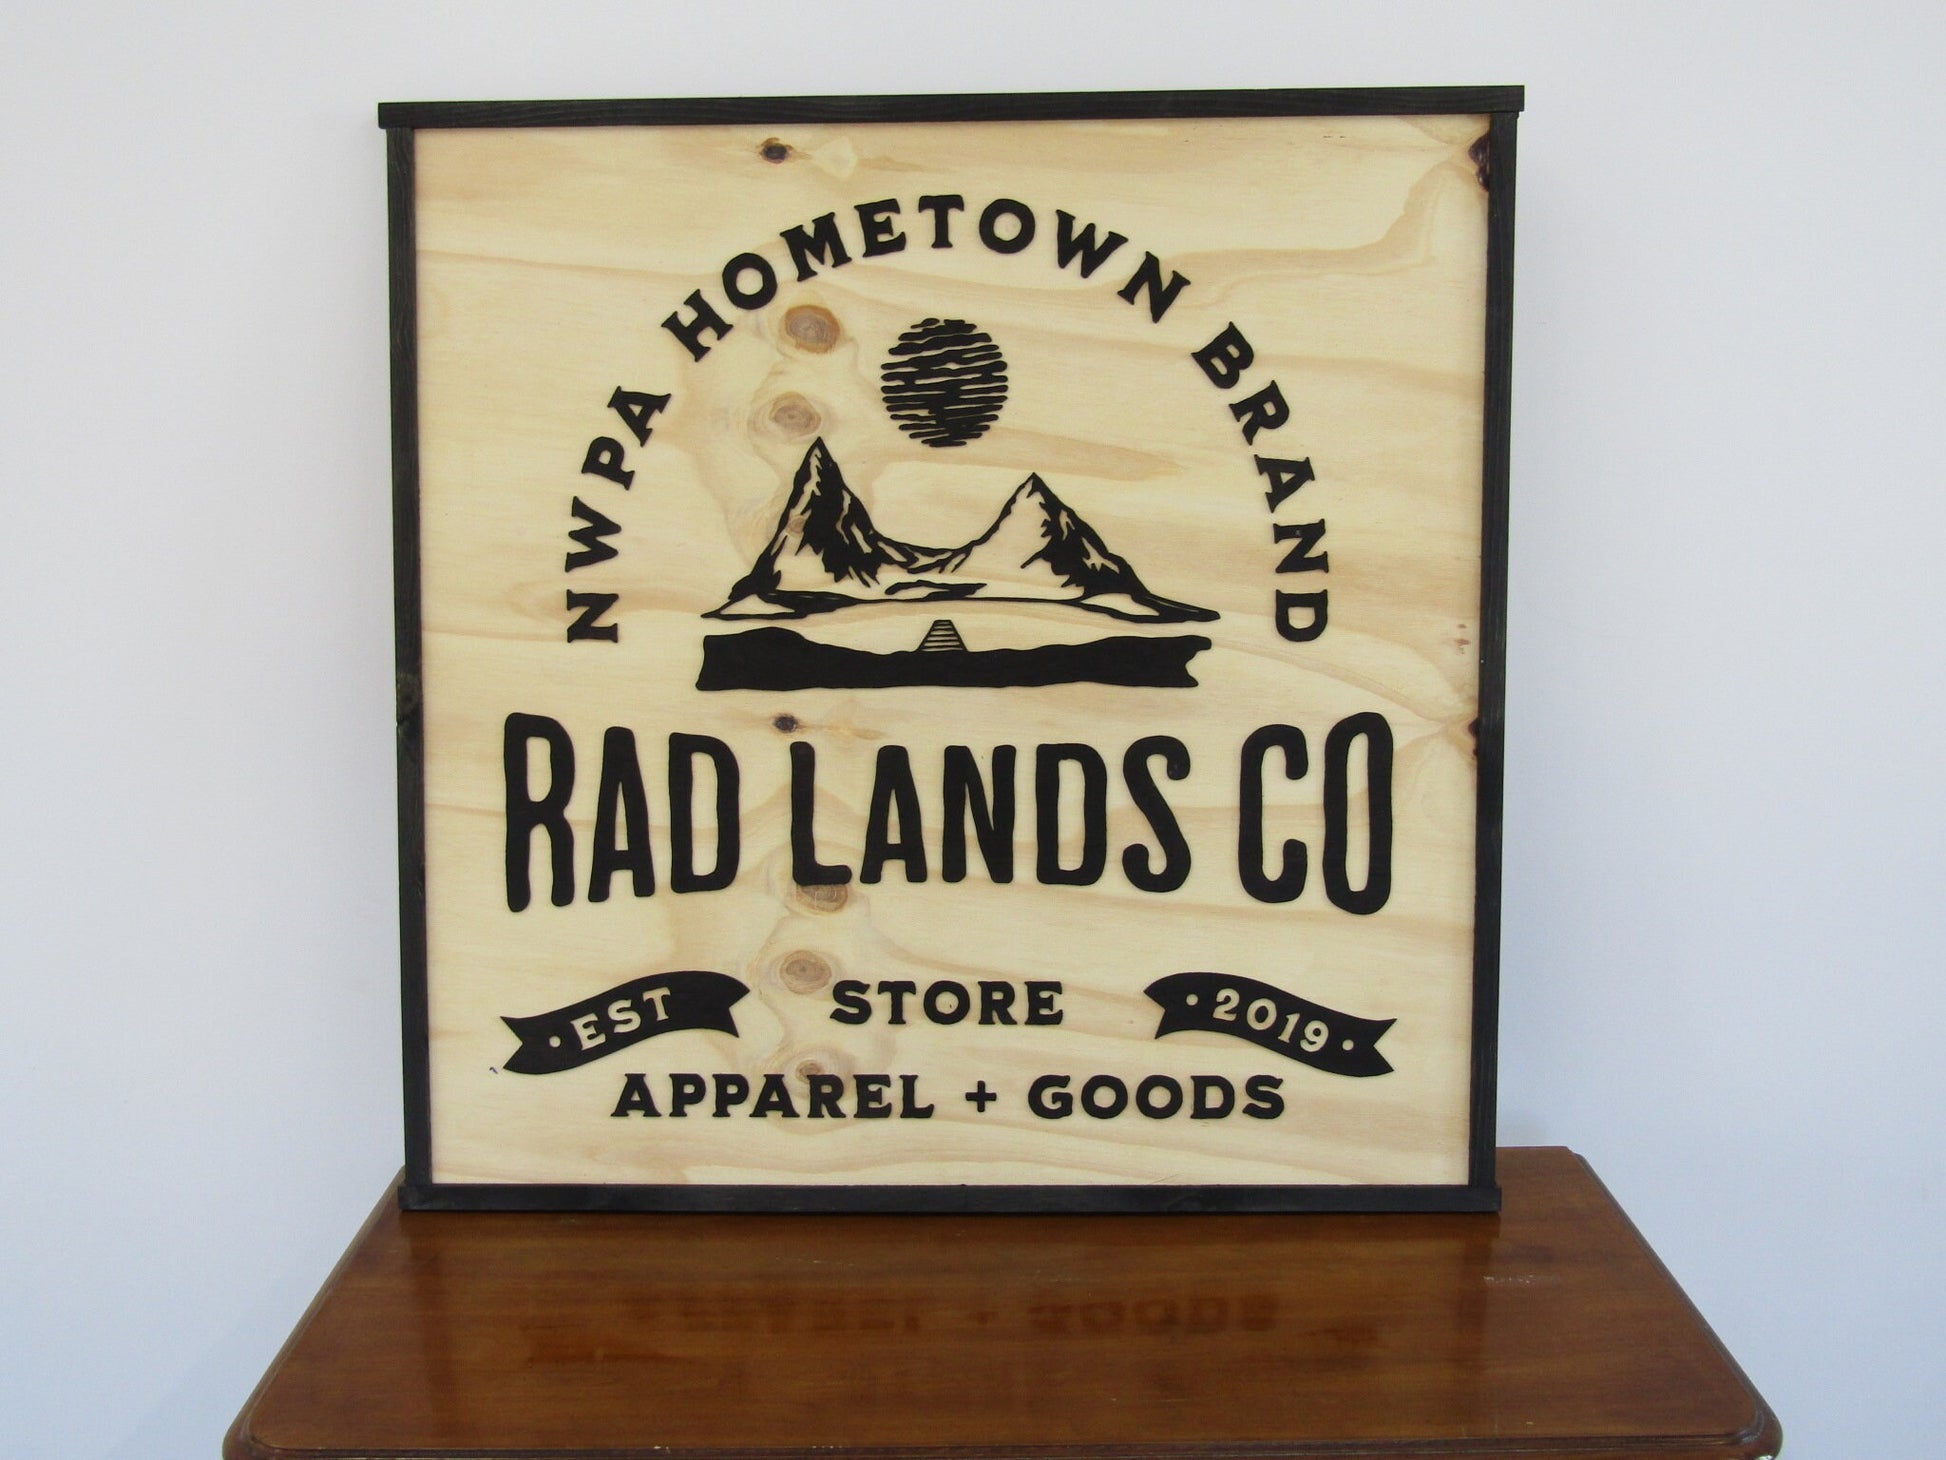 NWPA HOMETOWN BRAND
RAD LANDS CO
• EST STORE • 2019 •
APPAREL + GOODS